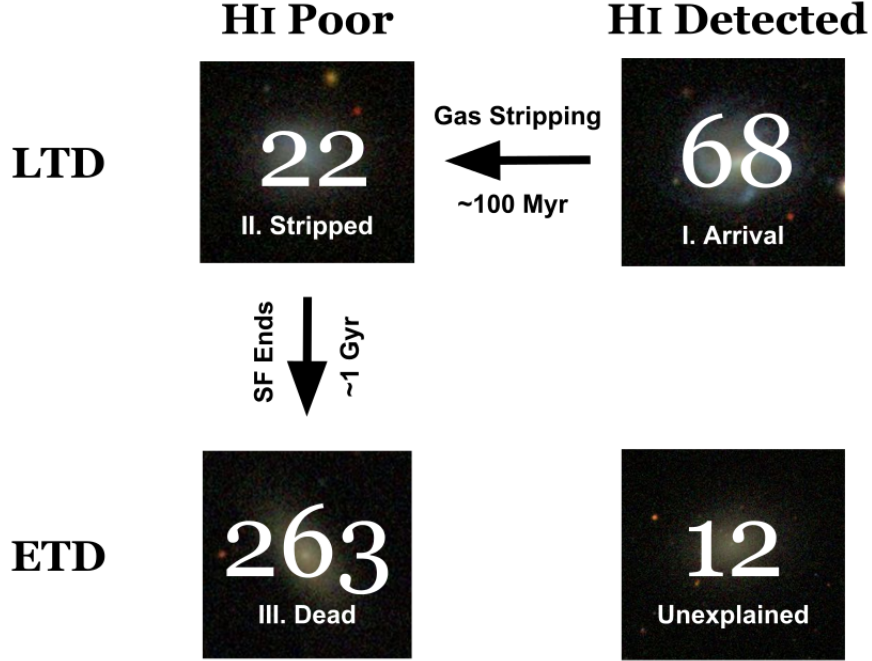 HI Poor
HI Detected
LTD
22
II. Stripped
Gas Stripping
~100 Myr
68
I. Arrival
SF Ends
~1 Gyr
ETD
263
III. Dead
12
Unexplained